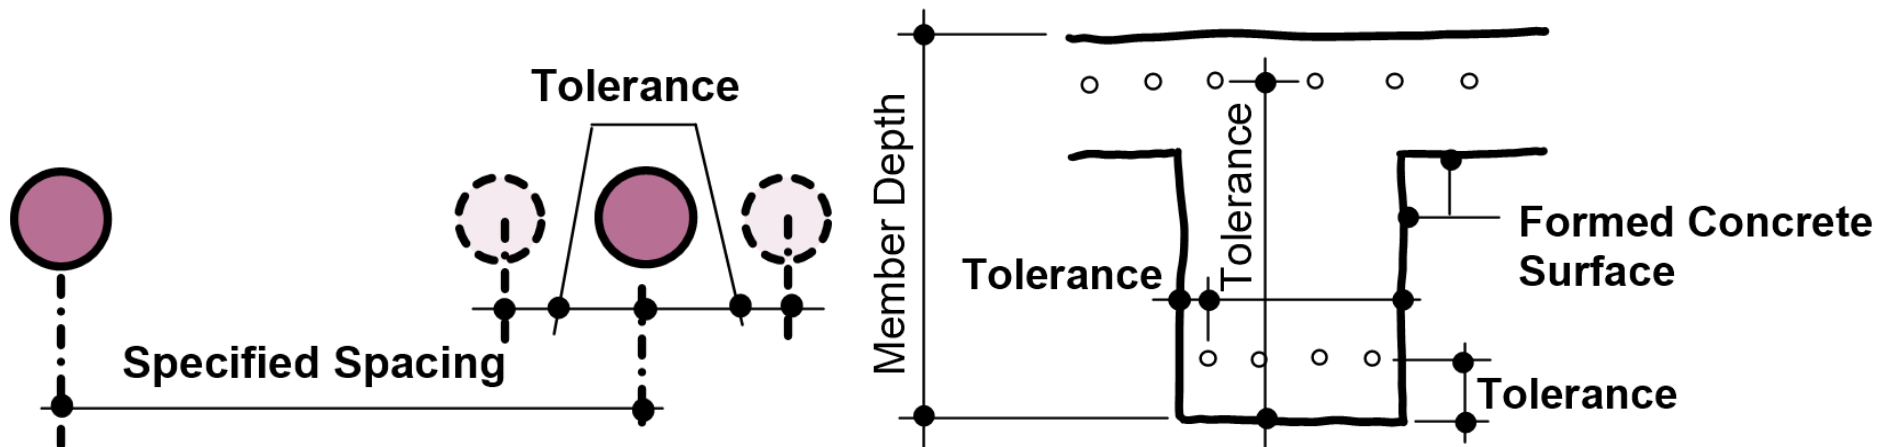 Tolerance
Specified Spacing
Member Depth
Tolerance
Tolerance
Formed Concrete
Surface
Tolerance